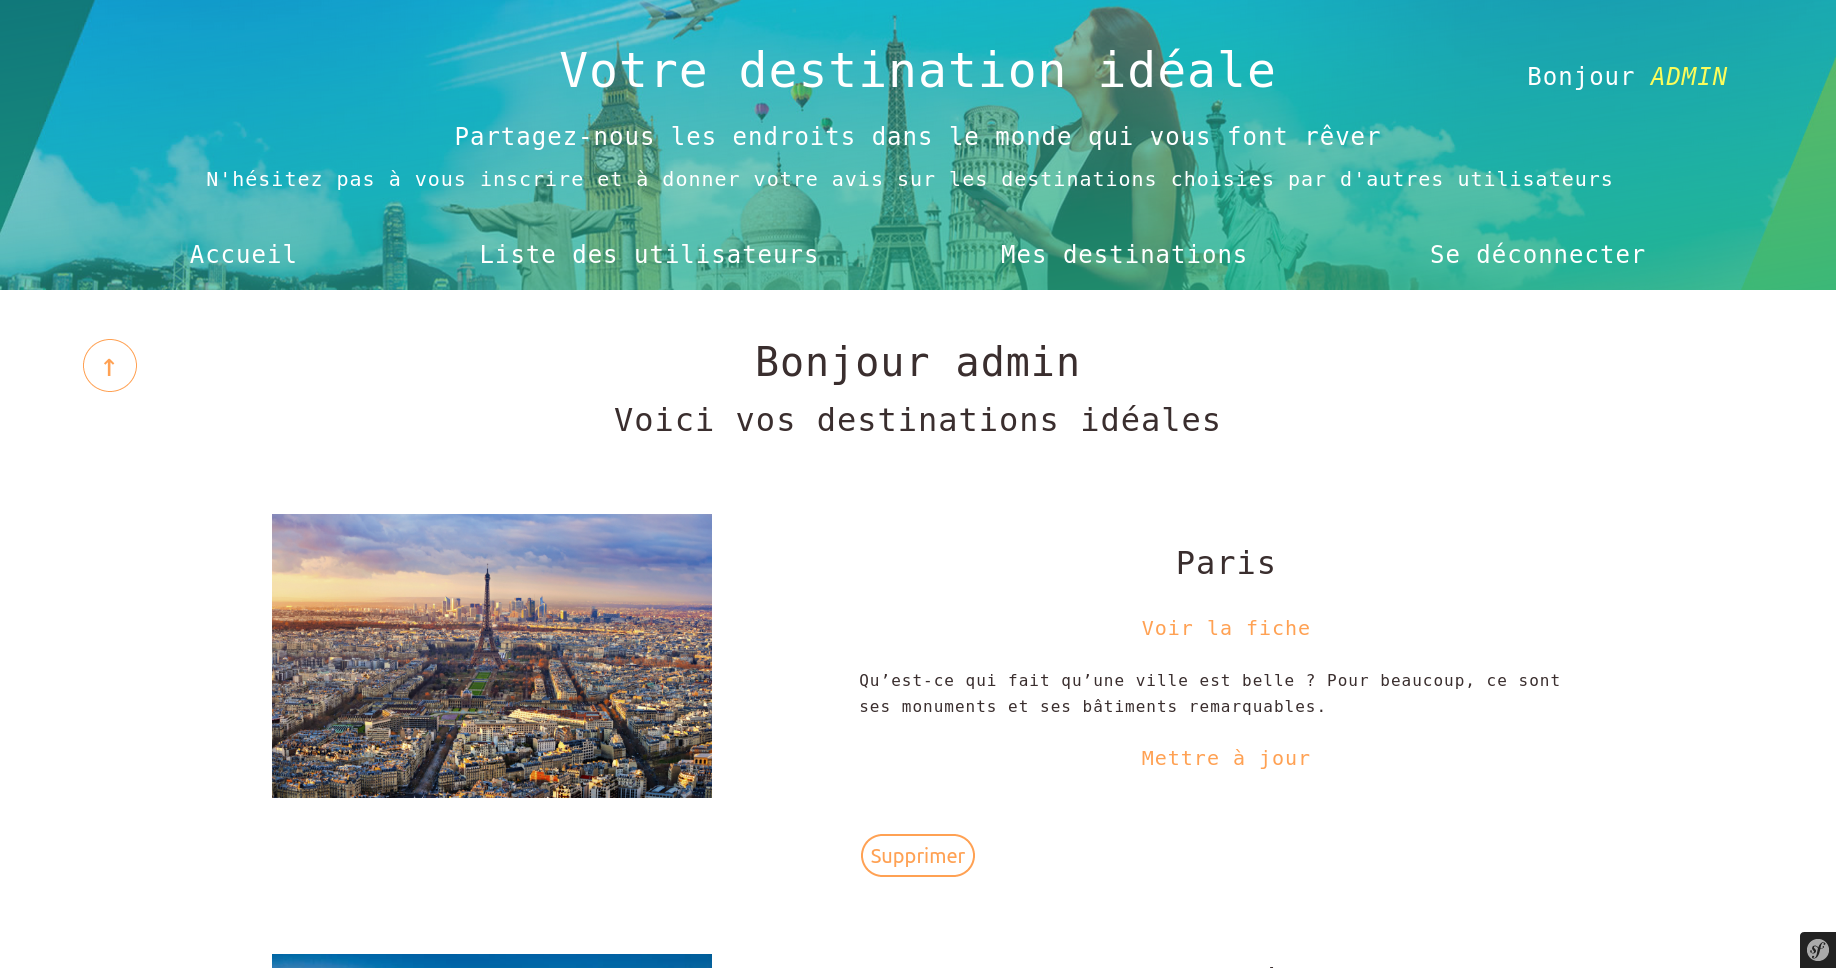 Votre destination idéale
Bonjour ADMIN
Partagez-nous les endroits dans le monde qui vous font rêver
N'hésitez pas à vous inscrire et à donner votre avis sur les destinations choisies par d'autres utilisateurs
Accueil
Liste des utilisateurs
Mes destinations
Se déconnecter
↑
Bonjour admin
Voici vos destinations idéales
Paris
Voir la fiche
Qu’est-ce qui fait qu’une ville est belle ? Pour beaucoup, ce sont
ses monuments et ses bâtiments remarquables.
Mettre à jour
Supprimer
sf